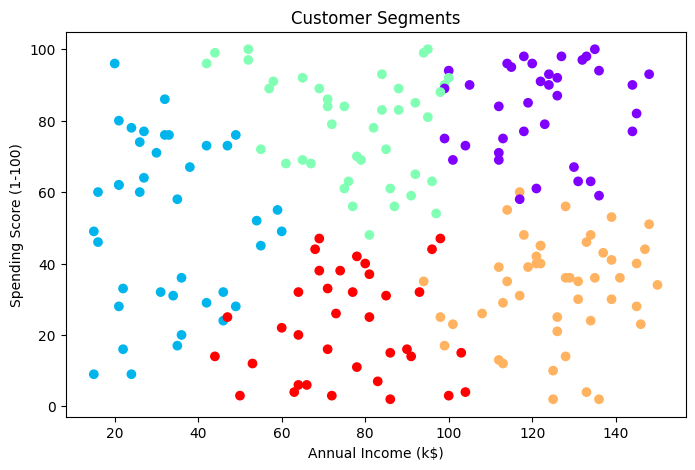 Customer Segments
100
80
60
40
20
0
Spending Score (1-100)
20 40 60 80 100 120 140
Annual Income (k$)